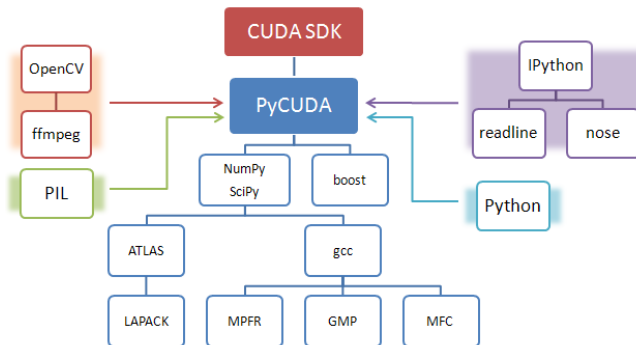 CUDA SDK
OpenCV
IPython
PyCUDA
ffmpeg
readline
nose
NumPy
SciPy
boost
PIL
Python
ATLAS
gcc
LAPACK
MPFR
GMP
MFC